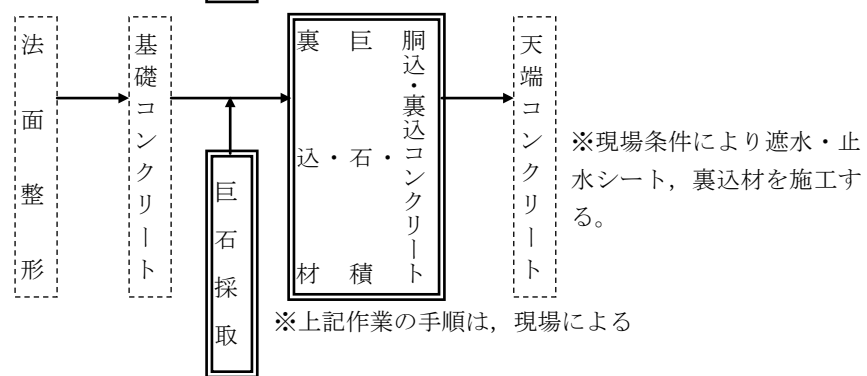 法面整形
基礎コンクリート
巨石採取
胴込・裏込コンクリート
・
巨石積
・
裏込材
天端コンクリート
※現場条件により遮水・止
水シート，裏込材を施工す
る。
※上記作業の手順は，現場による